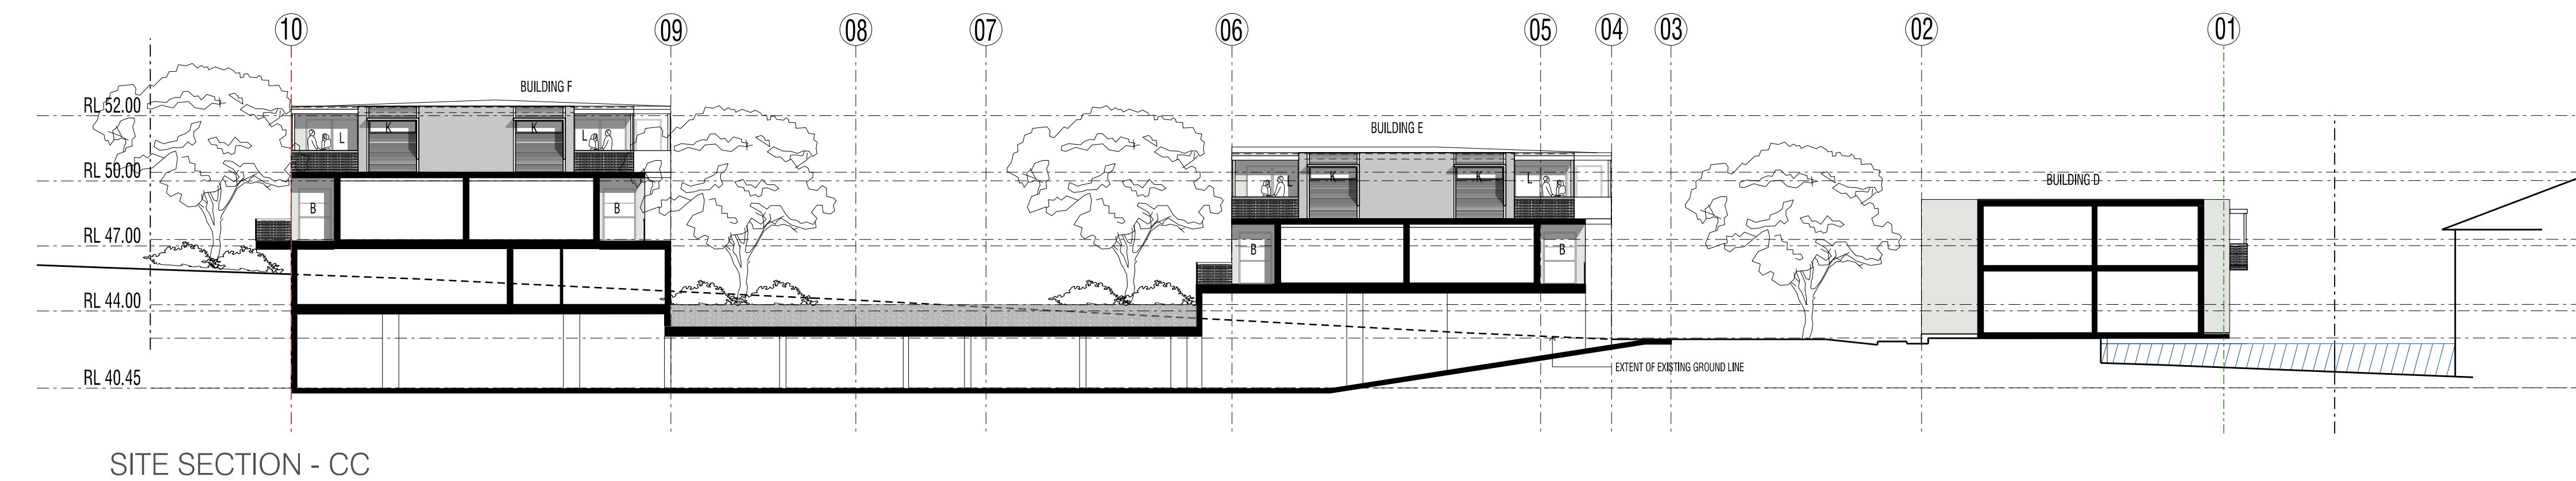 10 09 08 07 06 05 04 03 02 01
BUILDING F
RL 52.00
K K
L L
BUILDING E
RL 50.00
K K
L L
BUILDING D
B B
RL 47.00
B B
RL 44.00
EXTENT OF EXISTING GROUND LINE
RL 40.45
SITE SECTION - CC